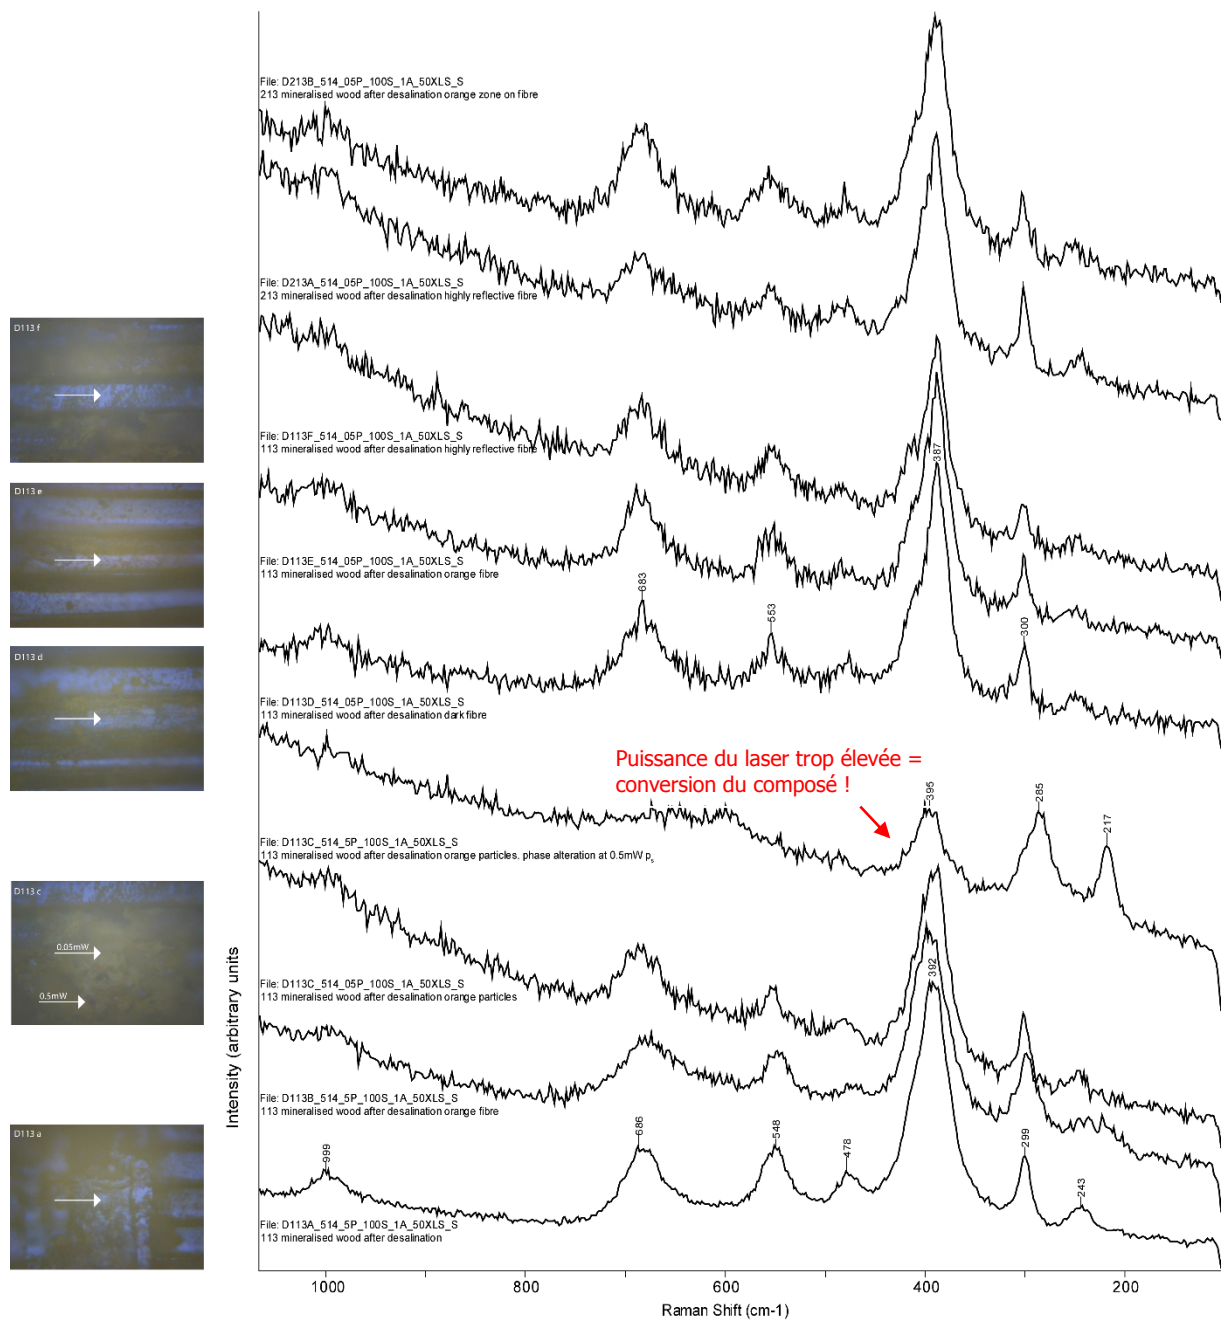 File: D213B_514_05P_100S_1A_50XLS_S
213 mineralised wood after desalination orange zone on fibre
File: D213A_514_05P_100S_1A_50XLS_S
213 mineralised wood after desalination highly reflective fibre
D113 f
File: D113F_514_05P_100S_1A_50XLS_S
113 mineralised wood after desalination highly reflective fibre
387
D113 e
File: D113E_514_05P_100S_1A_50XLS_S
113 mineralised wood after desalination orange fibre
683
553
300
D113 d
File: D113D_514_05P_100S_1A_50XLS_S
113 mineralised wood after desalination dark fibre
Puissance du laser trop élevée =
conversion du composé !
395
285
217
File: D113C_514_5P_100S_1A_50XLS_S
113 mineralised wood after desalination orange particles, phase alteration at 0.5mW
D113 c
0.05mW
0.5mW
File: D113C_514_05P_100S_1A_50XLS_S
113 mineralised wood after desalination orange particles
392
File: D113B_514_5P_100S_1A_50XLS_S
113 mineralised wood after desalination orange fibre
D113 a
999
686
548
478
299
243
File: D113A_514_5P_100S_1A_50XLS_S
113 mineralised wood after desalination
Intensity (arbitrary units
1000
800
600
400
200
Raman Shift (cm-1)